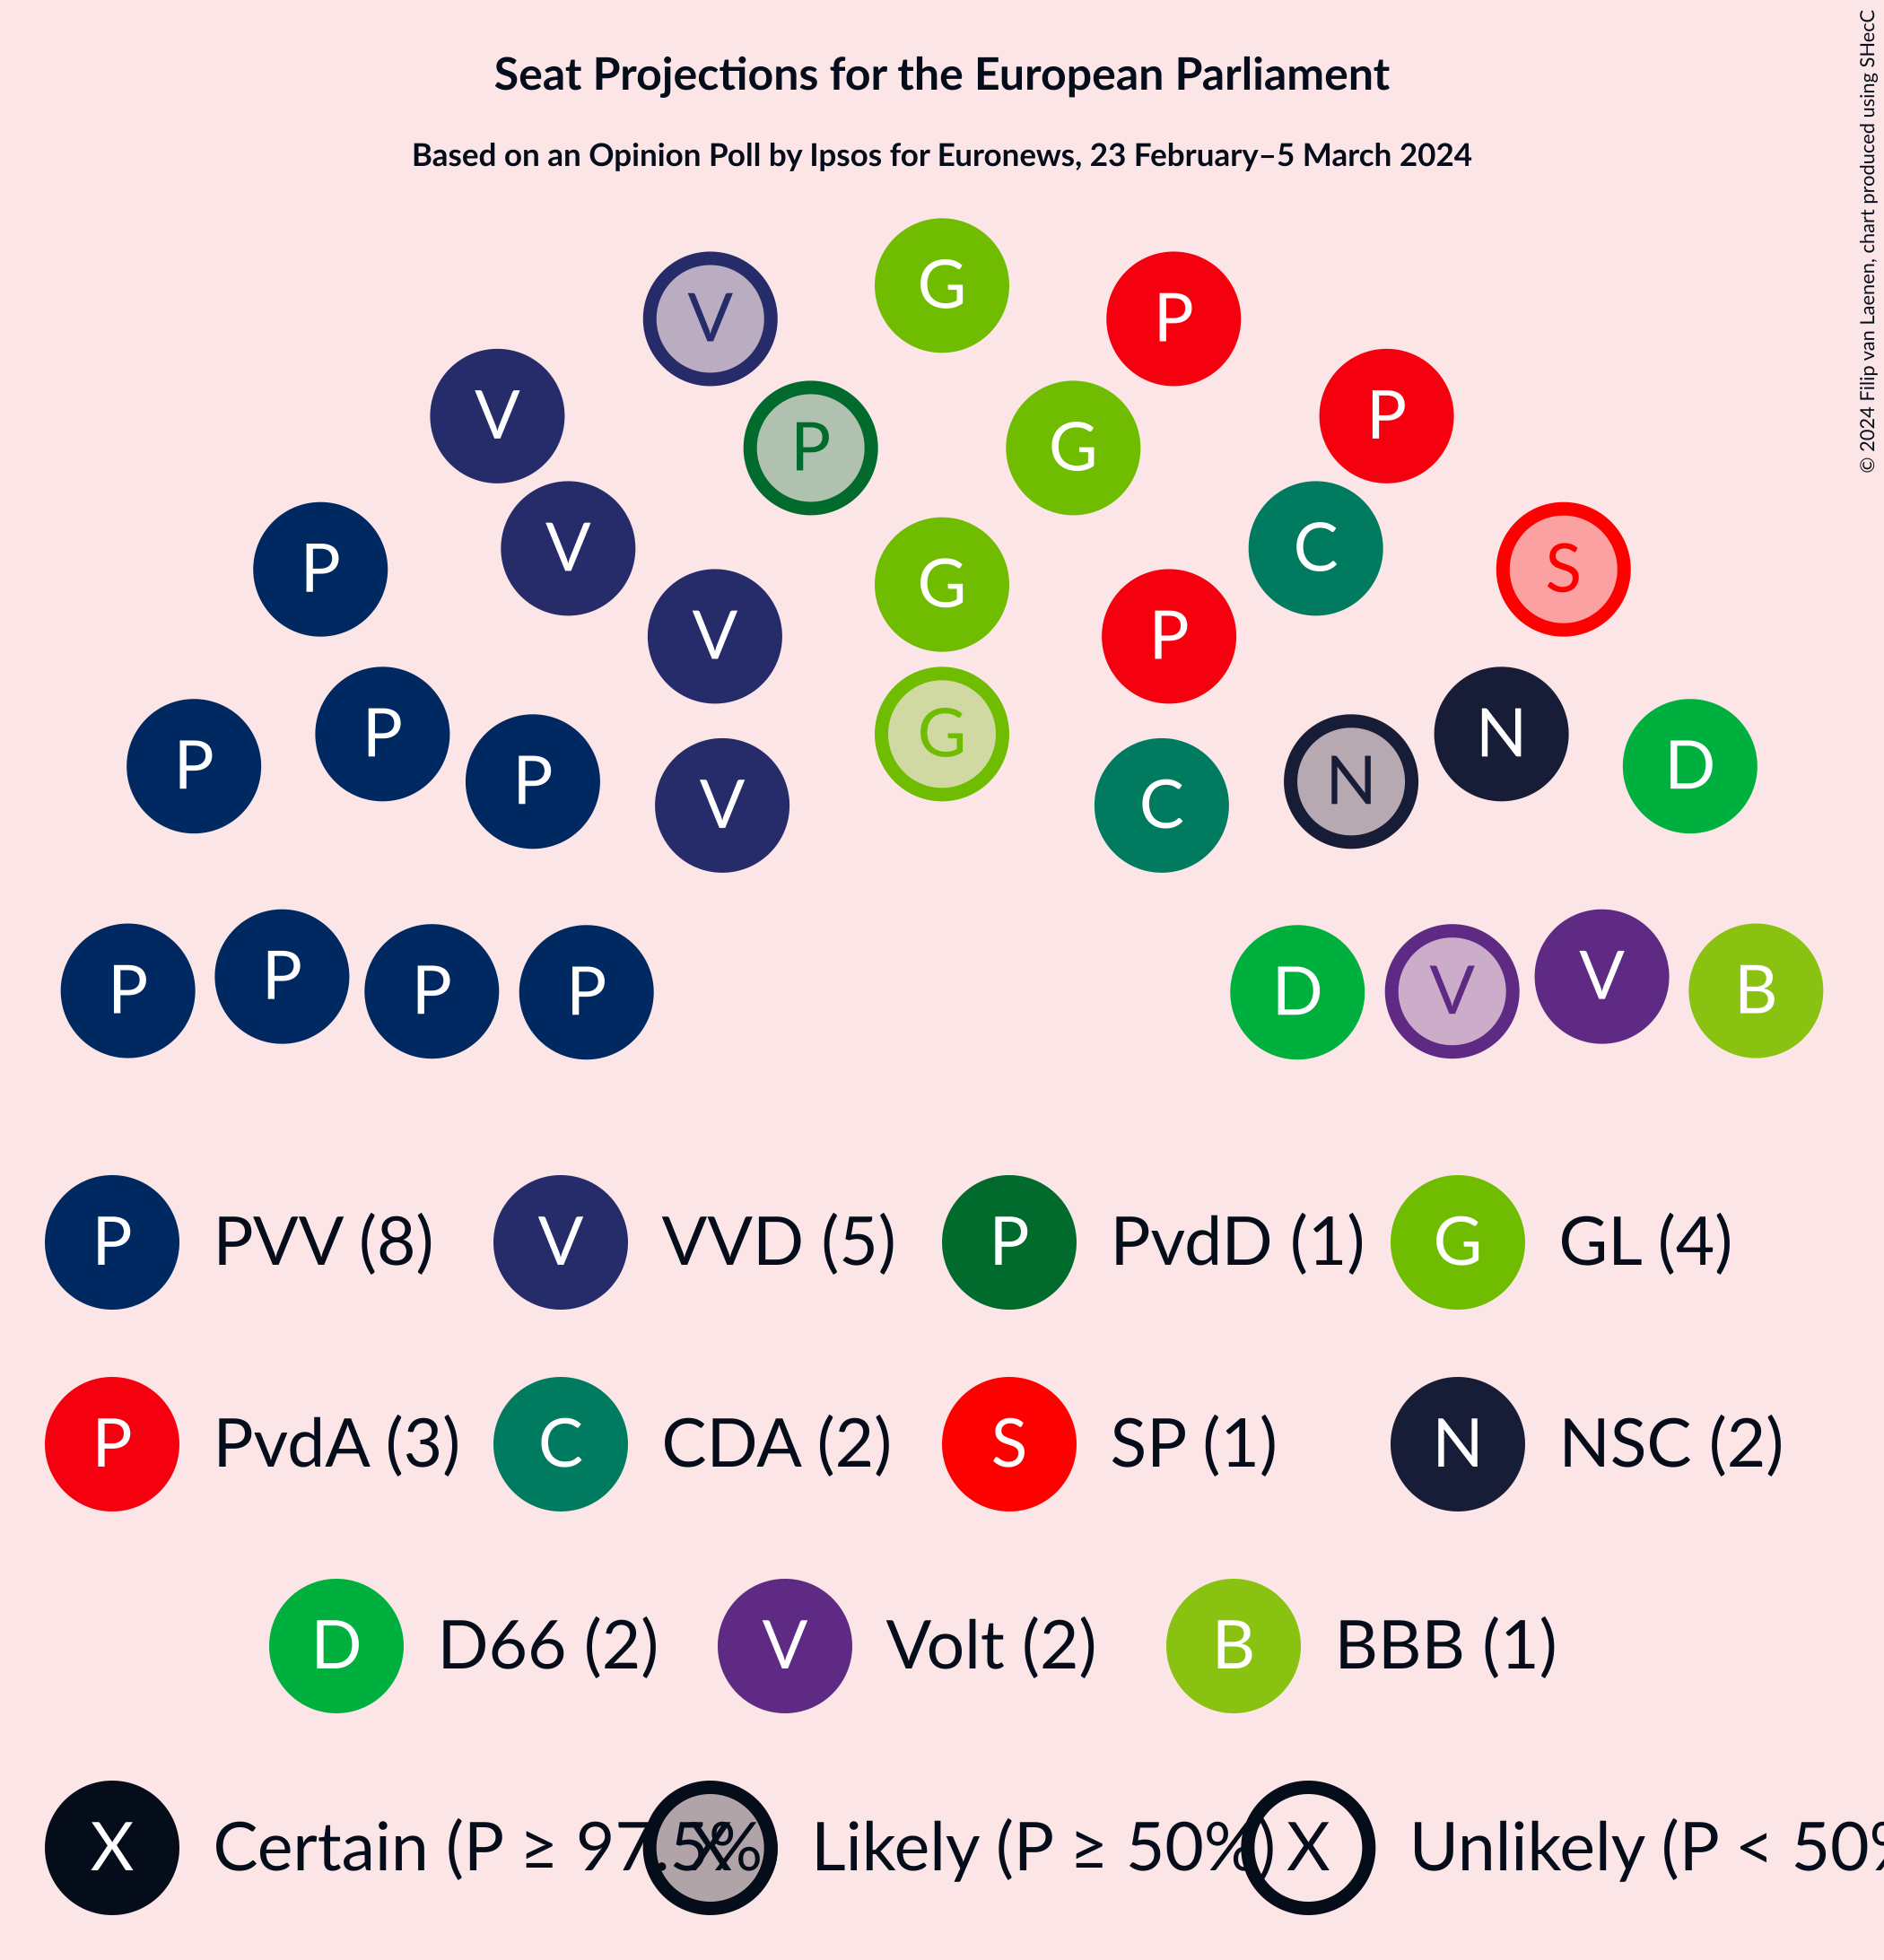 Seat Projections for the European Parliament
Based on an Opinion Poll by Ipsos for Euronews, 23 February–5 March 2024
© 2024 Filip van Laenen, chart produced using SHecC
G
V P
V P
P G
P V C S
G
V P
P N
P G D
P N
V C
P P P P D V V B
P PVV (8) V VVD (5) P PvdD (1) G GL (4)
P PvdA (3) C CDA (2) S SP (1) N NSC (2)
D D66 (2) V Volt (2) B BBB (1)
X Certain (P ≥ 97.5% X Likely (P ≥ 50%) X Unlikely (P < 50%